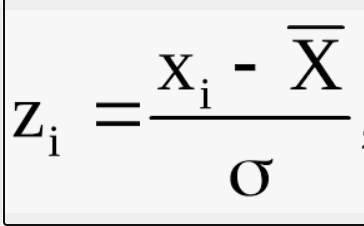 zᵢ = (xᵢ - X̅) / σ